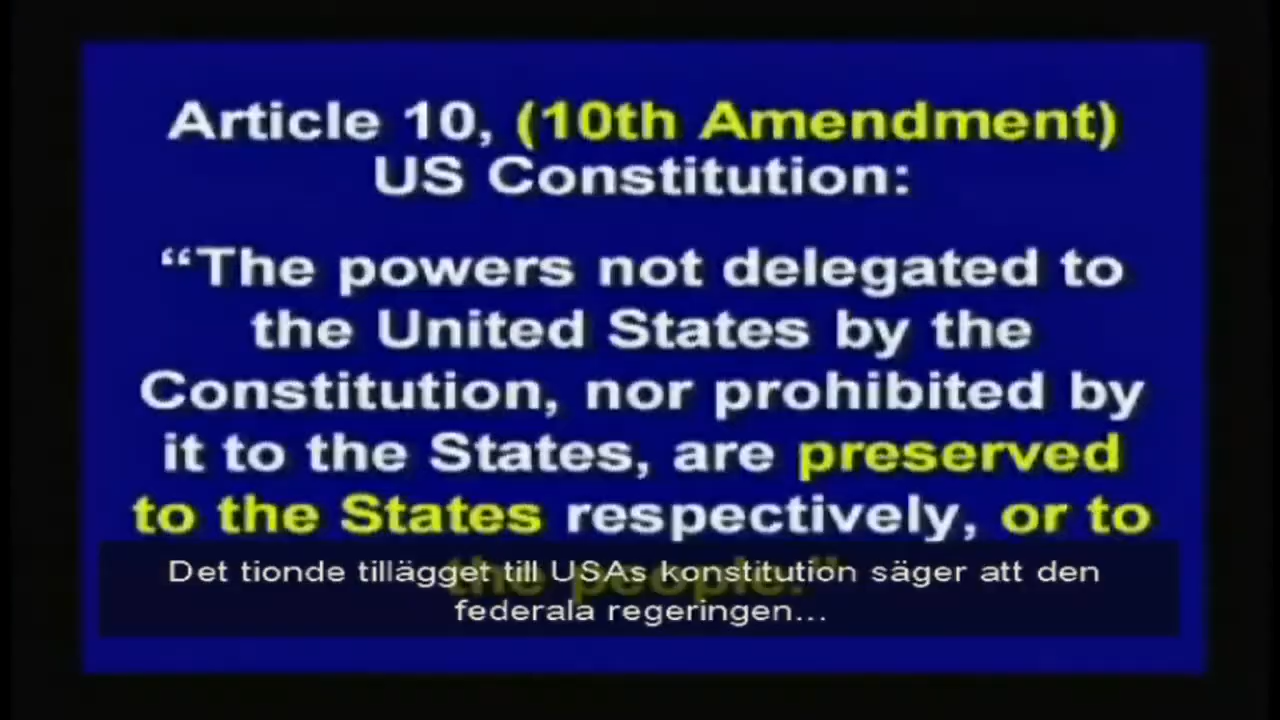 Article 10, (10th Amendment)
US Constitution:
“The powers not delegated to
the United States by the
Constitution, nor prohibited by
it to the States, are preserved
to the States respectively, or to
the people.”
Det tionde tillägget till USAs konstitution säger att den
federala regeringen...